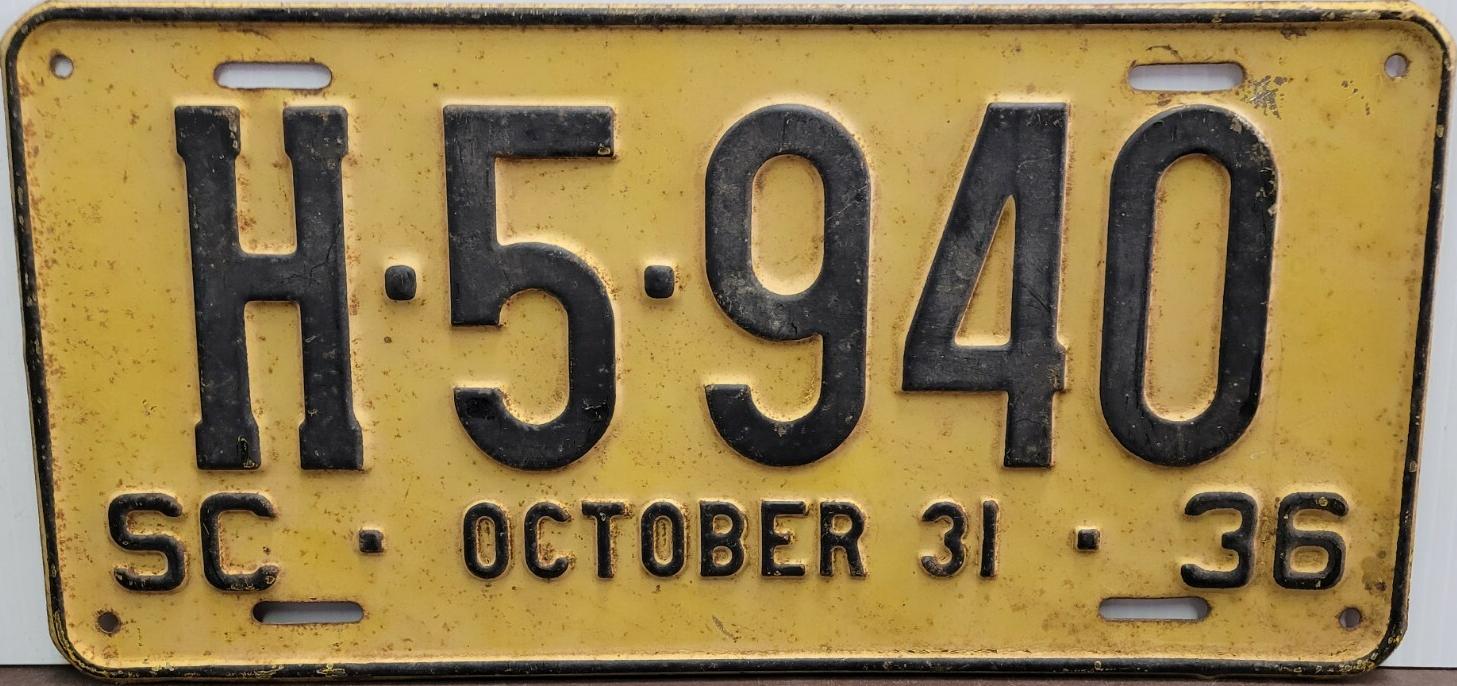 H·5·940
SC · OCTOBER 31 · 36